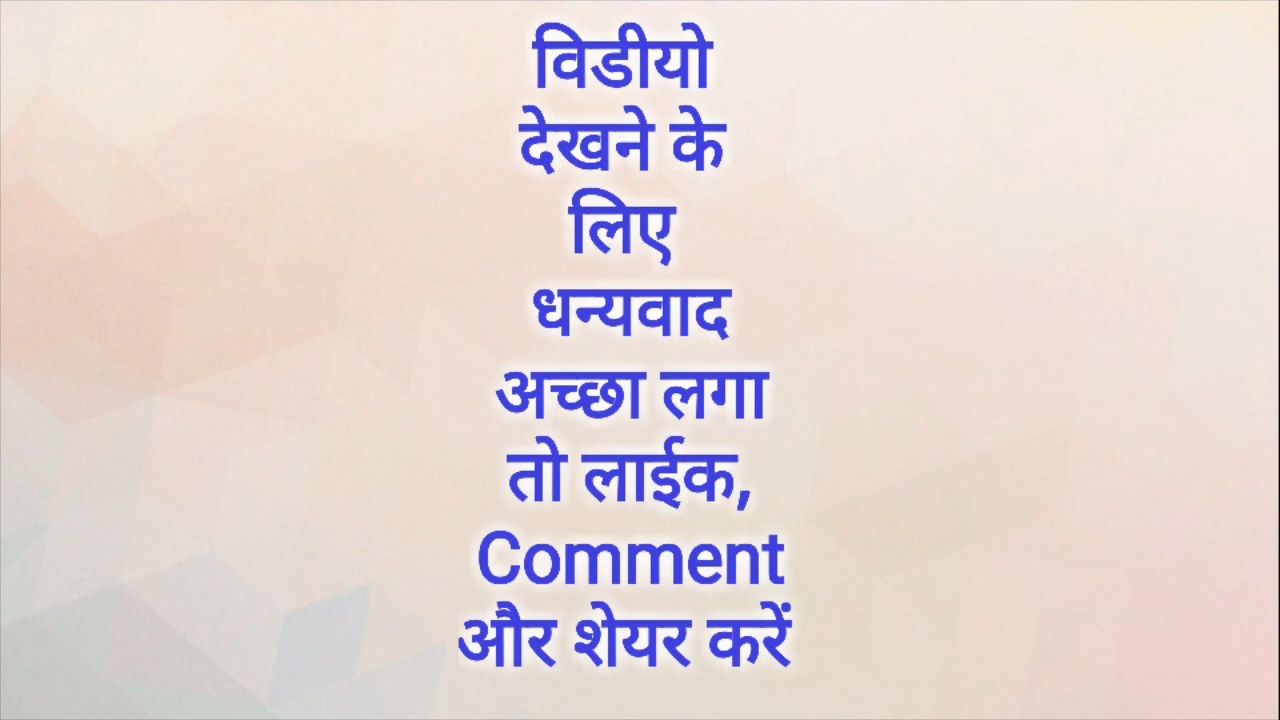 विडीयो
देखने के
लिए
धन्यवाद
अच्छा लगा
तो लाईक,
Comment
और शेयर करें